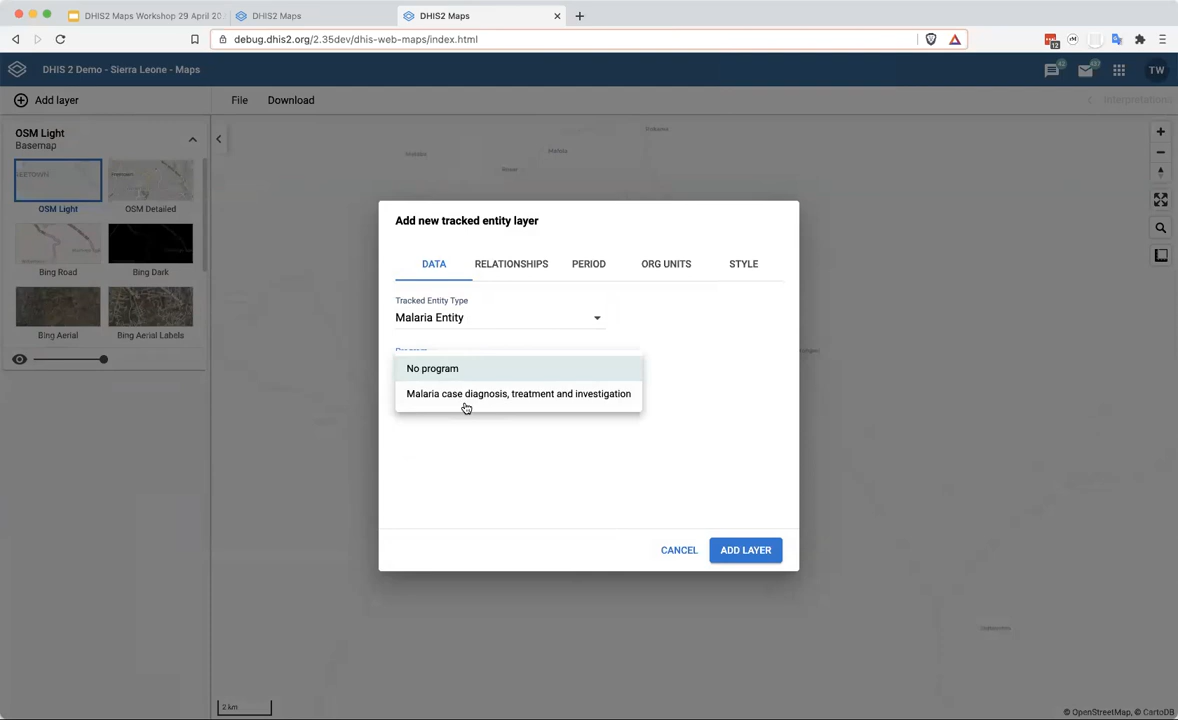 DHIS2 Maps Workshop 29 April 20
DHIS2 Maps
DHIS2 Maps
debug.dhis2.org/2.35dev/dhis-web-maps/index.html
12
DHIS 2 Demo - Sierra Leone - Maps
TW
Add layer
File
Download
Interpretations
OSM Light
Basemap
OSM Light
OSM Detailed
Bing Road
Bing Dark
Bing Aerial
Bing Aerial Labels
Add new tracked entity layer
DATA
RELATIONSHIPS
PERIOD
ORG UNITS
STYLE
Tracked Entity Type
Malaria Entity
Program
No program
Malaria case diagnosis, treatment and investigation
CANCEL
ADD LAYER
2 km
© OpenStreetMap, © CartoDB